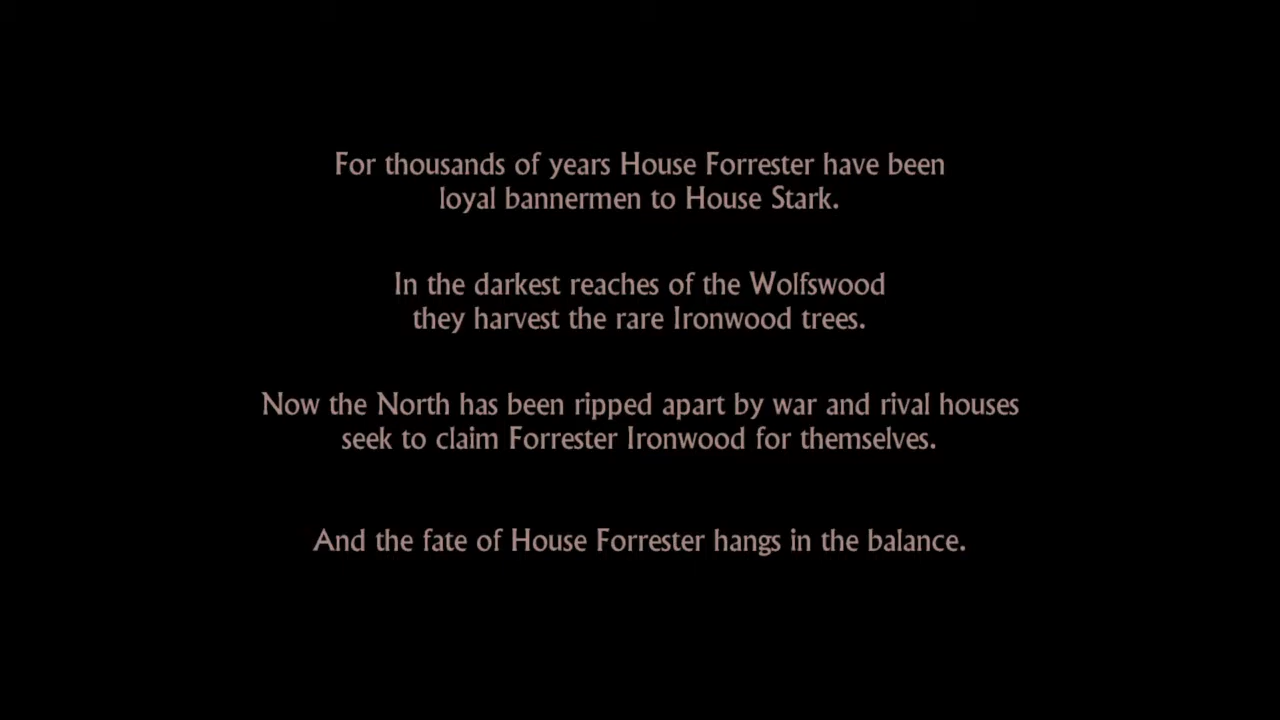 For thousands of years House Forrester have been
loyal bannermen to House Stark.
In the darkest reaches of the Wolfswood
they harvest the rare Ironwood trees.
Now the North has been ripped apart by war and rival houses
seek to claim Forrester Ironwood for themselves.
And the fate of House Forrester hangs in the balance.